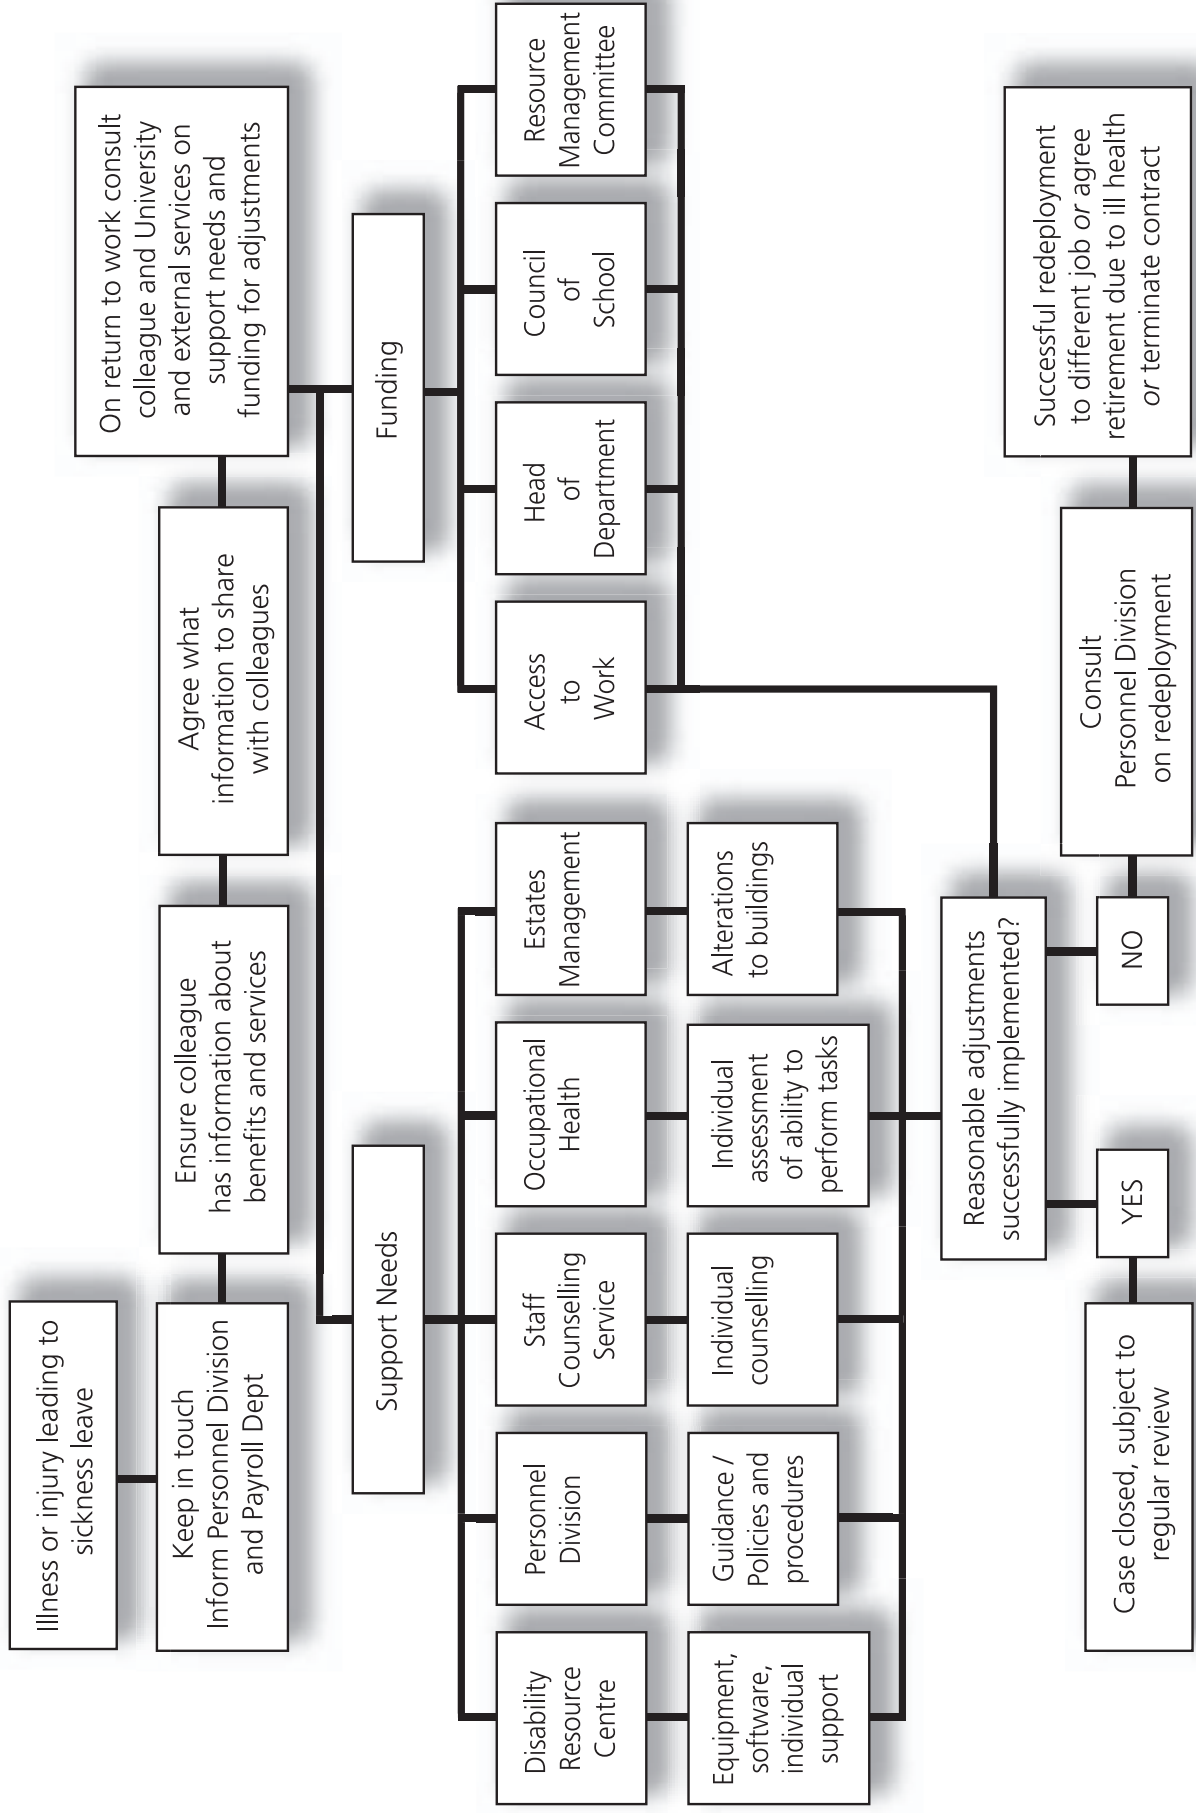 Illness or injury leading to
sickness leave
Keep in touch
Inform Personnel Division
and Payroll Dept
Ensure colleague
has information about
benefits and services
Agree what
information to share
with colleagues
On return to work consult
colleague and University
and external services on
support needs and
funding for adjustments
Support Needs
Funding
Disability
Resource
Centre
Personnel
Division
Staff
Counselling
Service
Occupational
Health
Estates
Management
Access
to
Work
Head
of
Department
Council
of
School
Resource
Management
Committee
Equipment,
software,
individual
support
Guidance /
Policies and
procedures
Individual
counselling
Individual
assessment
of ability to
perform tasks
Alterations
to buildings
Reasonable adjustments
successfully implemented?
Case closed, subject to
regular review
YES
NO
Consult
Personnel Division
on redeployment
Successful redeployment
to different job or agree
retirement due to ill health
or terminate contract